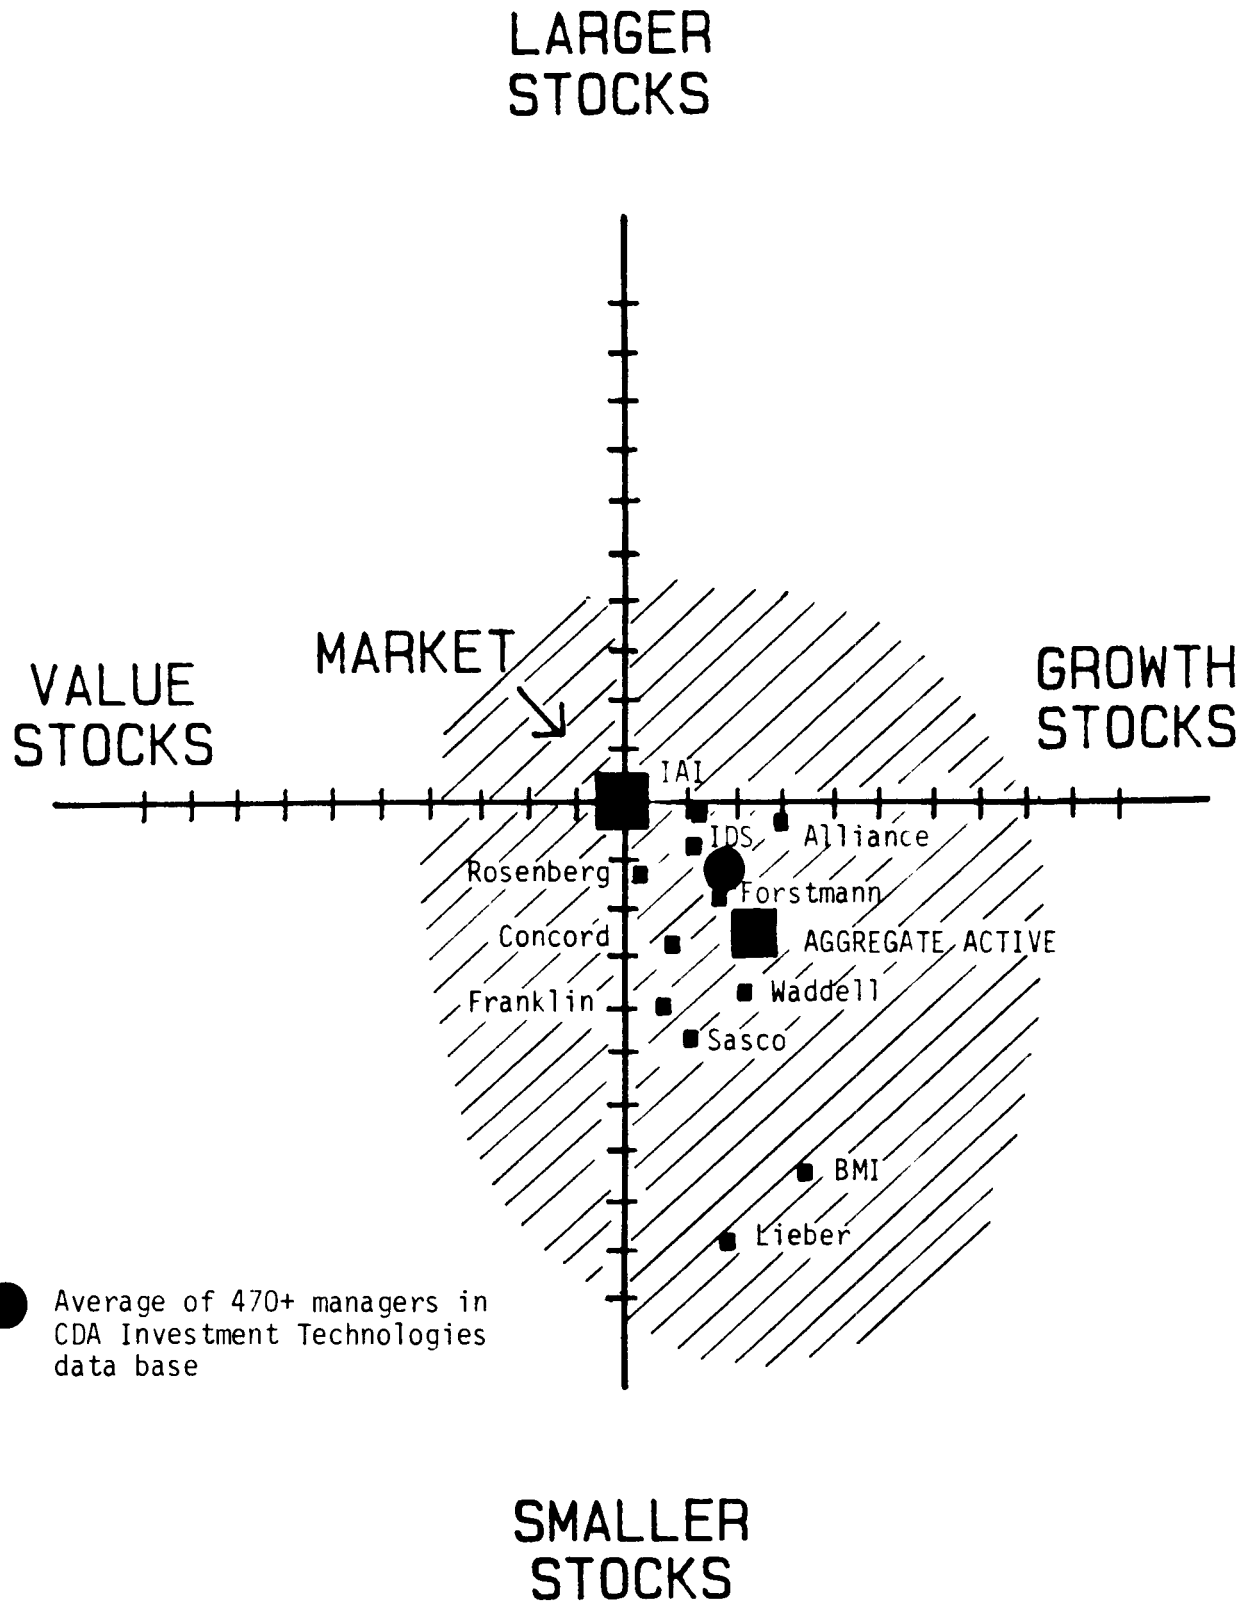 LARGER
STOCKS
MARKET
VALUE
STOCKS
GROWTH
STOCKS
IAI
IDS
Alliance
Rosenberg
Forstmann
Concord
AGGREGATE ACTIVE
Franklin
Waddell
Sasco
BMI
Lieber
Average of 470+ managers in
CDA Investment Technologies
data base
SMALLER
STOCKS